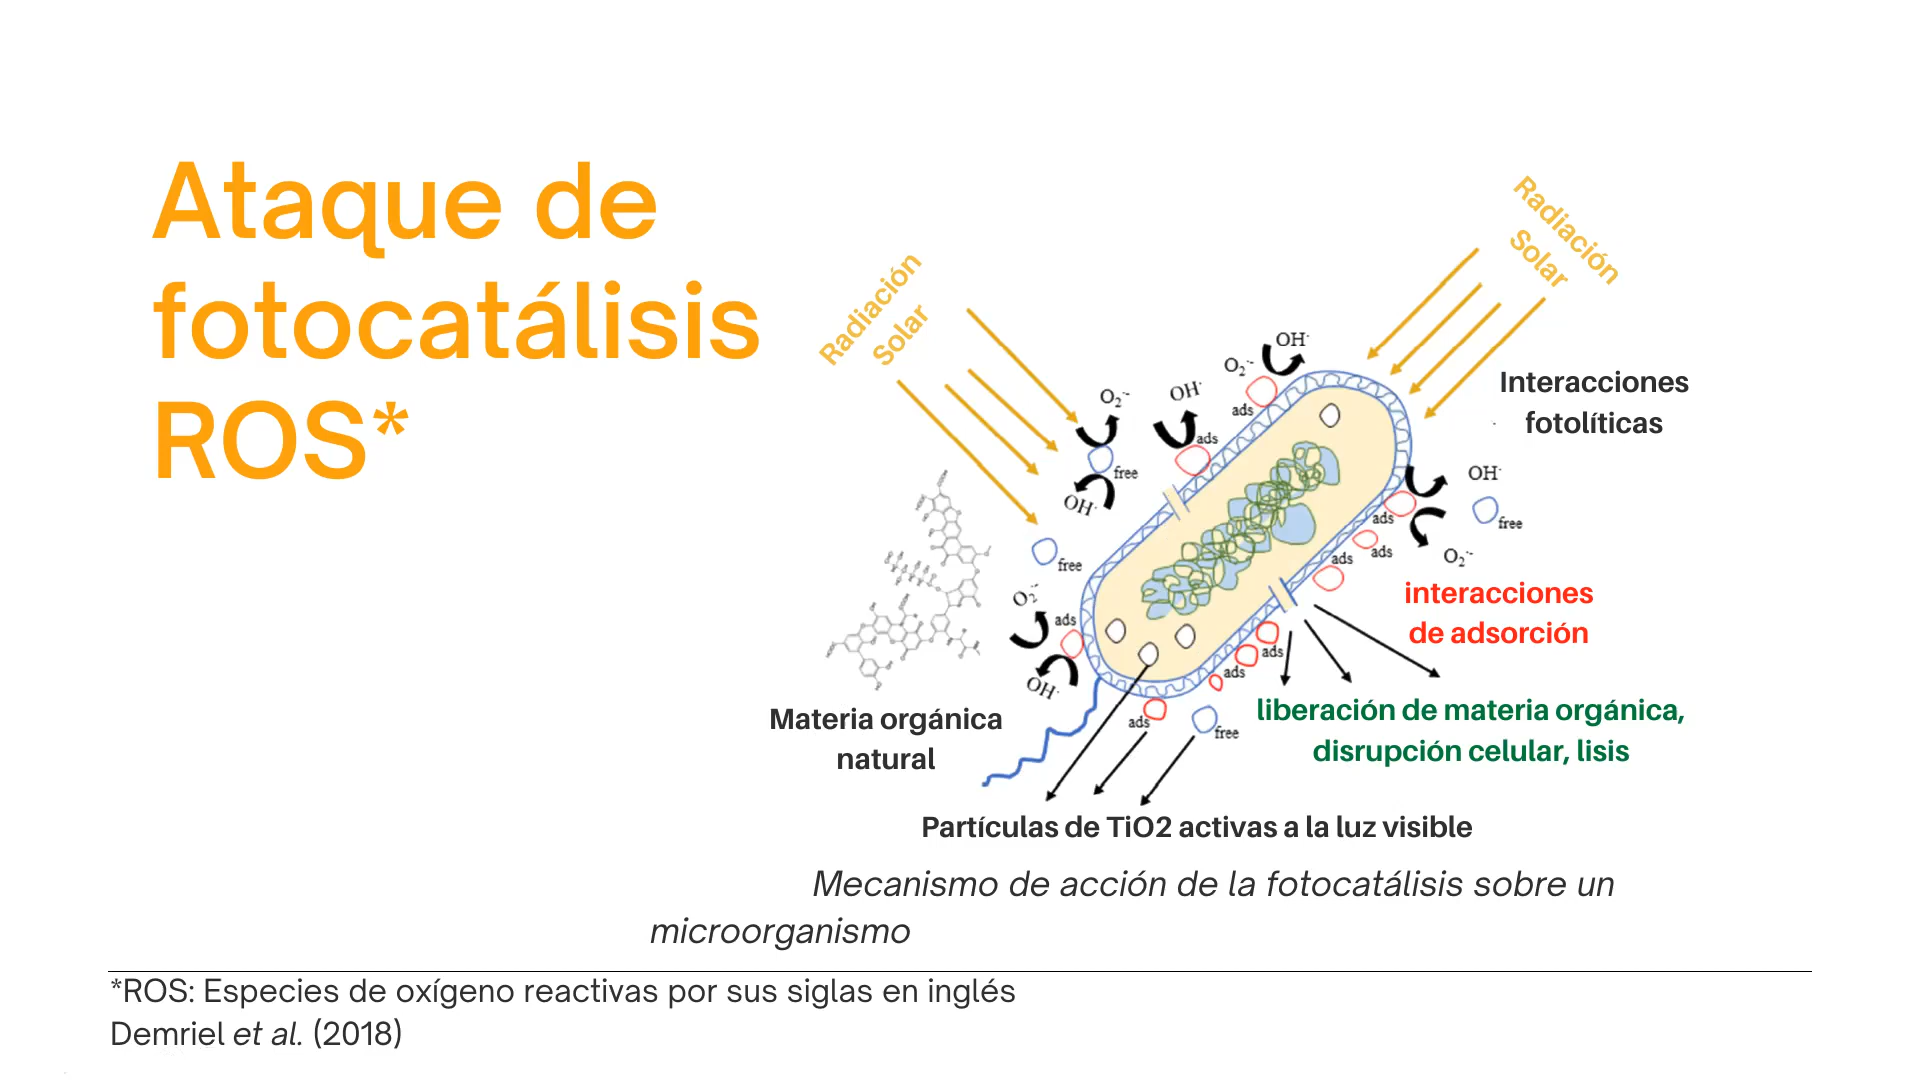 Ataque de
fotocatálisis
ROS*
Radiación
Solar
Radiación
Solar
OH·
O₂·-
ads
Interacciones
fotolíticas
O₂·-
OH·
ads
free
OH·
OH·
free
ads
ads
ads
O₂·-
free
O₂·-
ads
OH·
interacciones
de adsorción
ads
ads
ads
free
Materia orgánica
natural
liberación de materia orgánica,
disrupción celular, lisis
Partículas de TiO2 activas a la luz visible
Mecanismo de acción de la fotocatálisis sobre un
microorganismo
*ROS: Especies de oxígeno reactivas por sus siglas en inglés
Demriel et al. (2018)